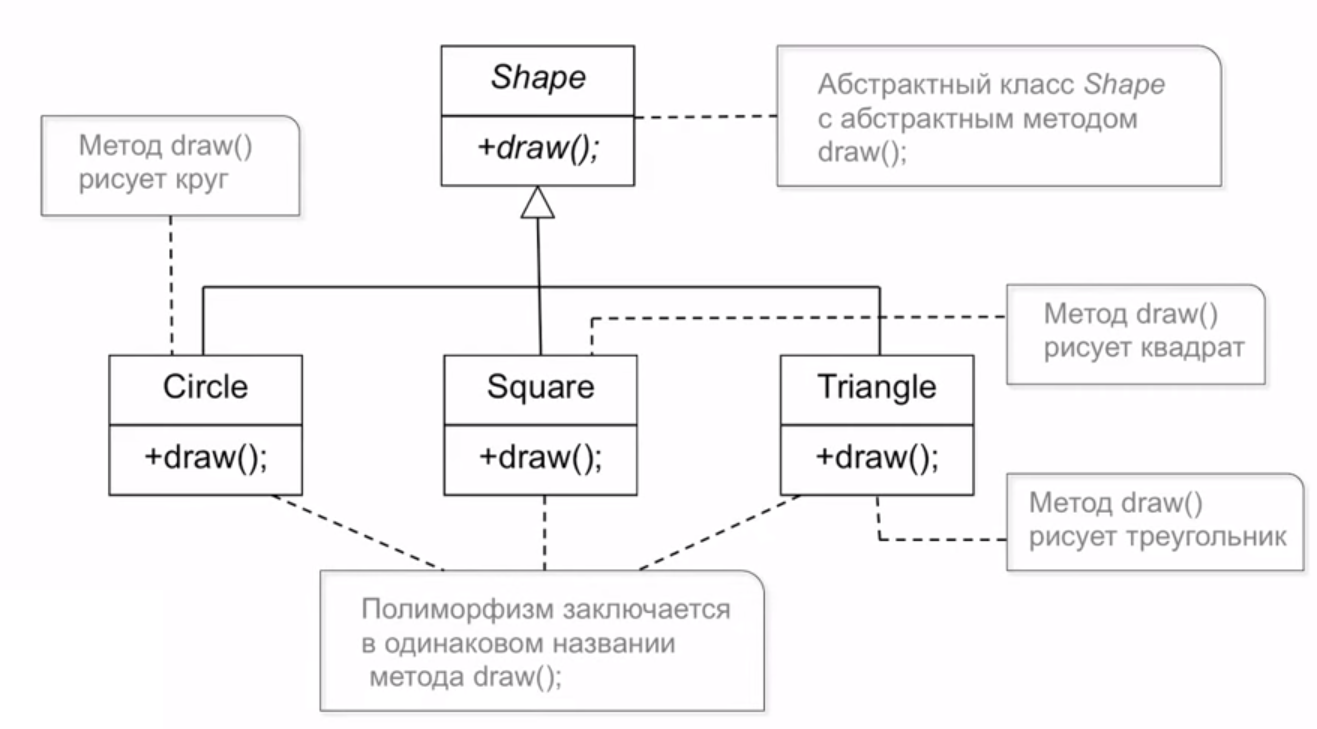 Shape
+draw();
Абстрактный класс Shape
с абстрактным методом
draw();
Метод draw()
рисует круг
Метод draw()
рисует квадрат
Circle
+draw();
Square
+draw();
Triangle
+draw();
Метод draw()
рисует треугольник
Полиморфизм заключается
в одинаковом названии
метода draw();